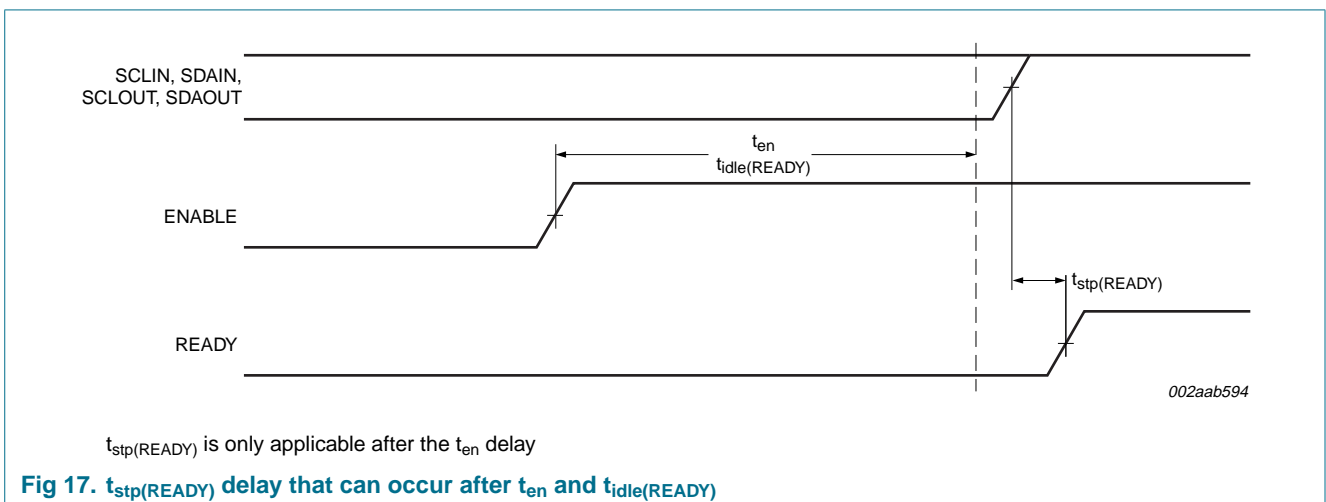 SCLIN, SDAIN,
SCLOUT, SDAOUT
ten
tidle(READY)
ENABLE
tstp(READY)
READY
002aab594
tstp(READY) is only applicable after the ten delay
Fig 17. tstp(READY) delay that can occur after ten and tidle(READY)